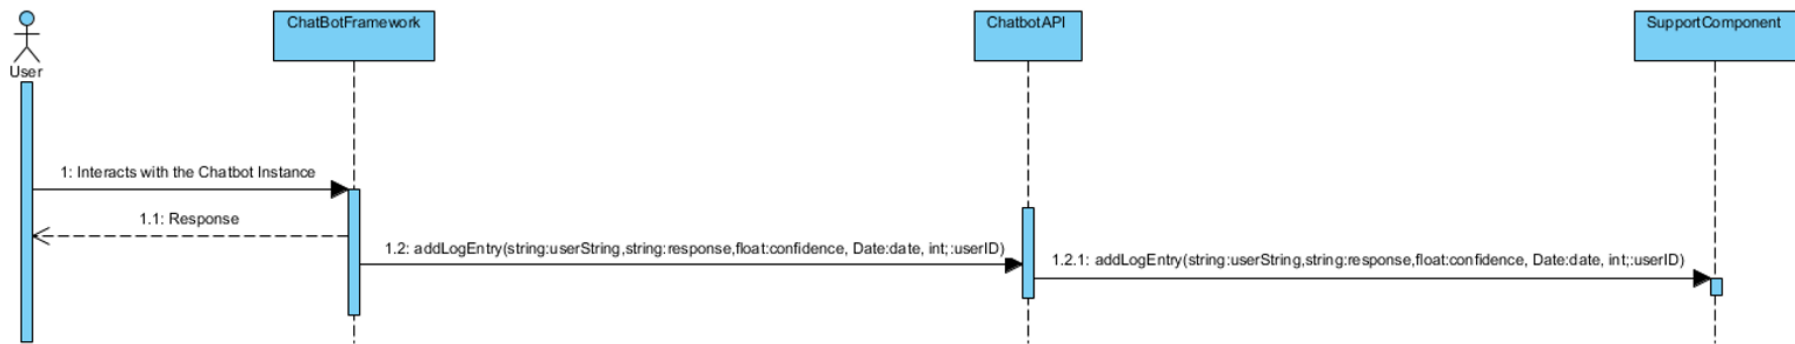 ChatBotFramework
ChatbotAPI
SupportComponent
User
1: Interacts with the Chatbot Instance
1.1: Response
1.2: addLogEntry(string:userString,string:response,float:confidence, Date:date, int;:userID)
1.2.1: addLogEntry(string:userString,string:response,float:confidence, Date:date, int;:userID)